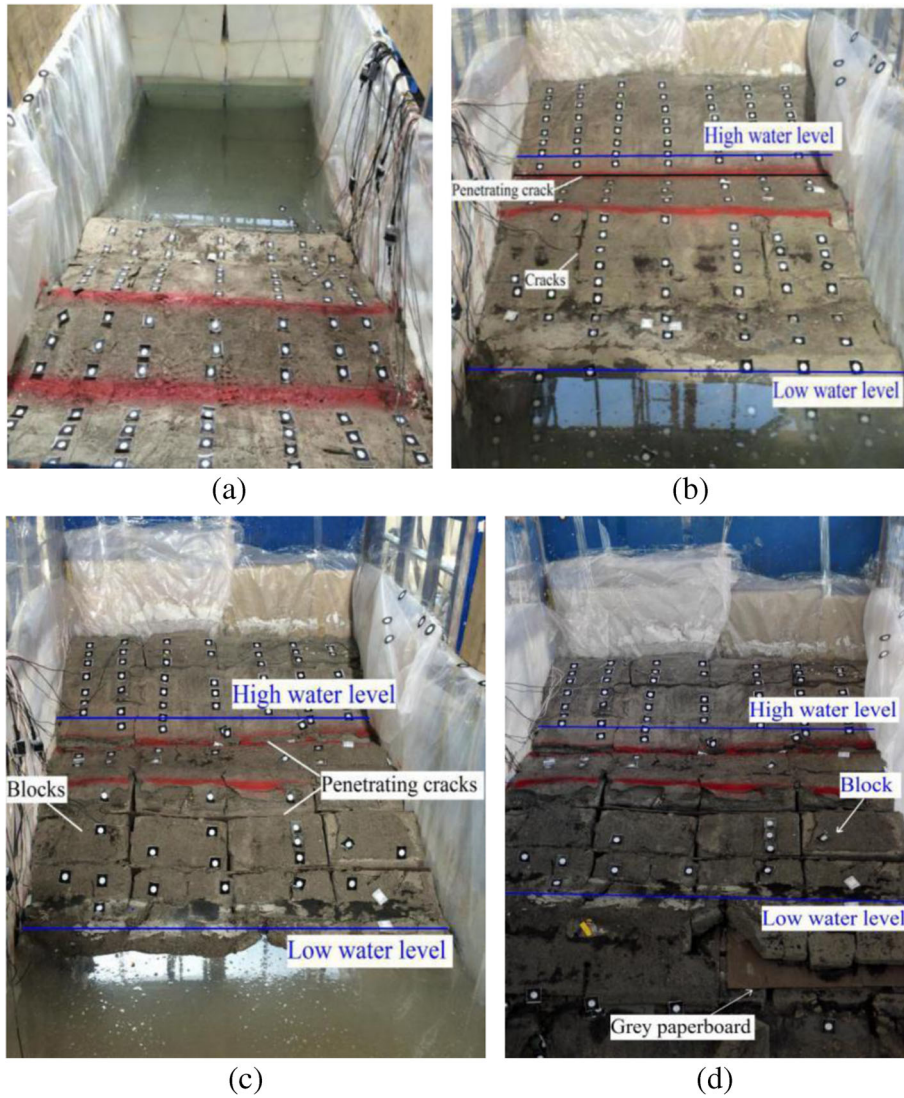 High water level
Penetrating crack
Cracks
Low water level
(a)
(b)
High water level
Blocks
Penetrating cracks
Low water level
High water level
Block
Low water level
Grey paperboard
(c)
(d)